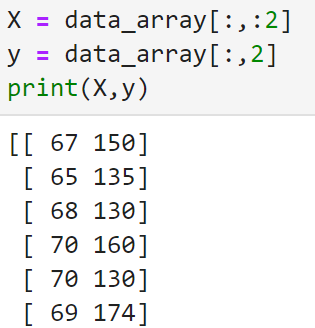 X = data_array[:,:2]
y = data_array[:,2]
print(X,y)
[[ 67 150]
 [ 65 135]
 [ 68 130]
 [ 70 160]
 [ 70 130]
 [ 69 174]